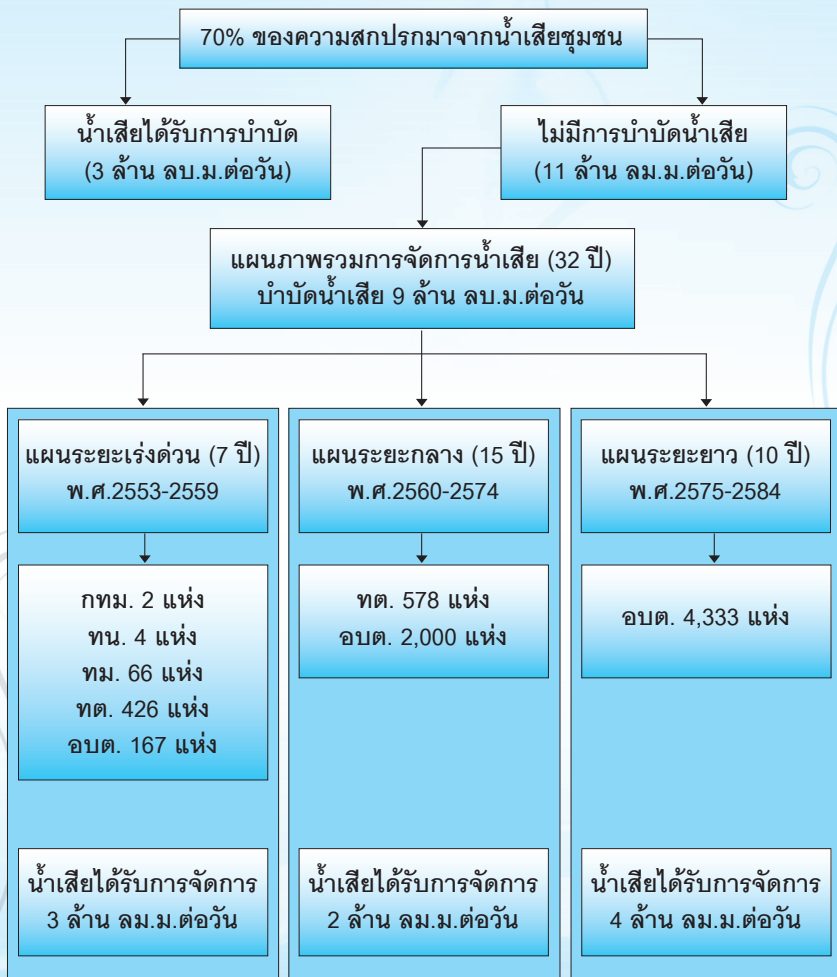 70% ของความสกปรกมาจากน้ำเสียชุมชน
น้ำเสียได้รับการบำบัด
(3 ล้าน ลบ.ม.ต่อวัน)
ไม่มีการบำบัดน้ำเสีย
(11 ล้าน ลม.ม.ต่อวัน)
แผนภาพรวมการจัดการน้ำเสีย (32 ปี)
บำบัดน้ำเสีย 9 ล้าน ลบ.ม.ต่อวัน
แผนระยะเร่งด่วน (7 ปี)
พ.ศ.2553-2559
กทม. 2 แห่ง
ทน. 4 แห่ง
ทม. 66 แห่ง
ทต. 426 แห่ง
อบต. 167 แห่ง
น้ำเสียได้รับการจัดการ
3 ล้าน ลม.ม.ต่อวัน
แผนระยะกลาง (15 ปี)
พ.ศ.2560-2574
ทต. 578 แห่ง
อบต. 2,000 แห่ง
น้ำเสียได้รับการจัดการ
2 ล้าน ลม.ม.ต่อวัน
แผนระยะยาว (10 ปี)
พ.ศ.2575-2584
อบต. 4,333 แห่ง
น้ำเสียได้รับการจัดการ
4 ล้าน ลม.ม.ต่อวัน